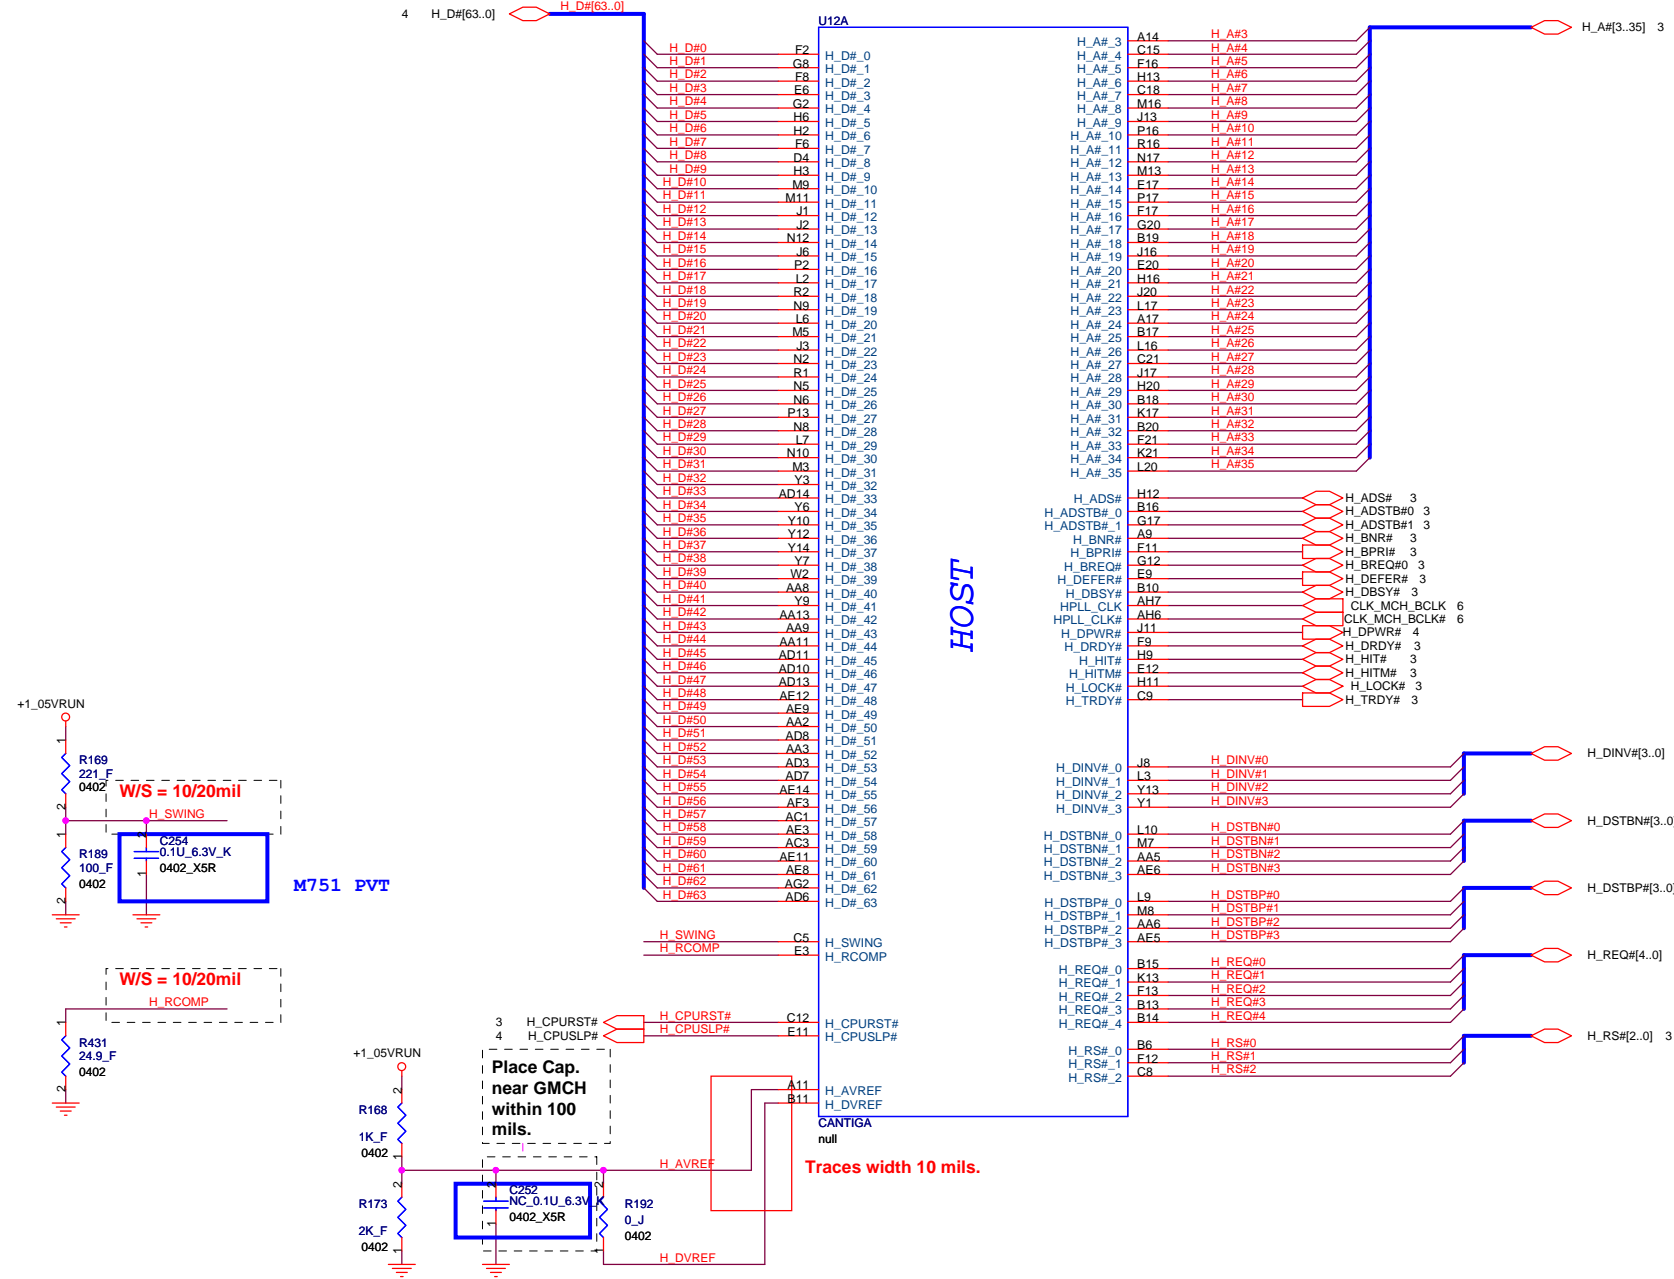 4 H_D#[63..0] H_D#[63..0]
U12A
H_A#[3..35] 3
H_D#0 F2 H_D#_0
H_D#1 G8 H_D#_1
H_D#2 F8 H_D#_2
H_D#3 E6 H_D#_3
H_D#4 G2 H_D#_4
H_D#5 H6 H_D#_5
H_D#6 H2 H_D#_6
H_D#7 F6 H_D#_7
H_D#8 D4 H_D#_8
H_D#9 H3 H_D#_9
H_D#10 M9 H_D#_10
H_D#11 M11 H_D#_11
H_D#12 J1 H_D#_12
H_D#13 J2 H_D#_13
H_D#14 N12 H_D#_14
H_D#15 J6 H_D#_15
H_D#16 P2 H_D#_16
H_D#17 L2 H_D#_17
H_D#18 R2 H_D#_18
H_D#19 N9 H_D#_19
H_D#20 L6 H_D#_20
H_D#21 M5 H_D#_21
H_D#22 J3 H_D#_22
H_D#23 N2 H_D#_23
H_D#24 R1 H_D#_24
H_D#25 N5 H_D#_25
H_D#26 N6 H_D#_26
H_D#27 P13 H_D#_27
H_D#28 N8 H_D#_28
H_D#29 L7 H_D#_29
H_D#30 N10 H_D#_30
H_D#31 M3 H_D#_31
H_D#32 Y3 H_D#_32
H_D#33 AD14 H_D#_33
H_D#34 Y6 H_D#_34
H_D#35 Y10 H_D#_35
H_D#36 Y12 H_D#_36
H_D#37 Y14 H_D#_37
H_D#38 Y7 H_D#_38
H_D#39 W2 H_D#_39
H_D#40 AA8 H_D#_40
H_D#41 Y9 H_D#_41
H_D#42 AA13 H_D#_42
H_D#43 AA9 H_D#_43
H_D#44 AA11 H_D#_44
H_D#45 AD11 H_D#_45
H_D#46 AD10 H_D#_46
H_D#47 AD13 H_D#_47
H_D#48 AE12 H_D#_48
H_D#49 AE9 H_D#_49
H_D#50 AA2 H_D#_50
H_D#51 AD8 H_D#_51
H_D#52 AA3 H_D#_52
H_D#53 AD3 H_D#_53
H_D#54 AD7 H_D#_54
H_D#55 AE14 H_D#_55
H_D#56 AF3 H_D#_56
H_D#57 AC1 H_D#_57
H_D#58 AE3 H_D#_58
H_D#59 AC3 H_D#_59
H_D#60 AE11 H_D#_60
H_D#61 AE8 H_D#_61
H_D#62 AG2 H_D#_62
H_D#63 AD6 H_D#_63
H_SWING C5 H_SWING
H_RCOMP E3 H_RCOMP
3 H_CPURST# H_CPURST# C12 H_CPURST#
4 H_CPUSLP# H_CPUSLP# E11 H_CPUSLP#
A11 H_AVREF
B11 H_DVREF
CANTIGA
null
HOST
H_A#_3 A14 H_A#3
H_A#_4 C15 H_A#4
H_A#_5 F16 H_A#5
H_A#_6 H13 H_A#6
H_A#_7 C18 H_A#7
H_A#_8 M16 H_A#8
H_A#_9 J13 H_A#9
H_A#_10 P16 H_A#10
H_A#_11 R16 H_A#11
H_A#_12 N17 H_A#12
H_A#_13 M13 H_A#13
H_A#_14 E17 H_A#14
H_A#_15 P17 H_A#15
H_A#_16 F17 H_A#16
H_A#_17 G20 H_A#17
H_A#_18 B19 H_A#18
H_A#_19 J16 H_A#19
H_A#_20 E20 H_A#20
H_A#_21 H16 H_A#21
H_A#_22 J20 H_A#22
H_A#_23 L17 H_A#23
H_A#_24 A17 H_A#24
H_A#_25 B17 H_A#25
H_A#_26 L16 H_A#26
H_A#_27 C21 H_A#27
H_A#_28 J17 H_A#28
H_A#_29 H20 H_A#29
H_A#_30 B18 H_A#30
H_A#_31 K17 H_A#31
H_A#_32 B20 H_A#32
H_A#_33 F21 H_A#33
H_A#_34 K21 H_A#34
H_A#_35 L20 H_A#35
H_ADS# H12 H_ADS# 3
H_ADSTB#_0 B16 H_ADSTB#0 3
H_ADSTB#_1 G17 H_ADSTB#1 3
H_BNR# A9 H_BNR# 3
H_BPRI# F11 H_BPRI# 3
H_BREQ# G12 H_BREQ#0 3
H_DEFER# E9 H_DEFER# 3
H_DBSY# B10 H_DBSY# 3
HPLL_CLK AH7 CLK_MCH_BCLK 6
HPLL_CLK# AH6 CLK_MCH_BCLK# 6
H_DPWR# J11 H_DPWR# 4
H_DRDY# F9 H_DRDY# 3
H_HIT# H9 H_HIT# 3
H_HITM# E12 H_HITM# 3
H_LOCK# H11 H_LOCK# 3
H_TRDY# C9 H_TRDY# 3
H_DINV#[3..0]
H_DINV#_0 J8 H_DINV#0
H_DINV#_1 L3 H_DINV#1
H_DINV#_2 Y13 H_DINV#2
H_DINV#_3 Y1 H_DINV#3
H_DSTBN#[3..0]
H_DSTBN#_0 L10 H_DSTBN#0
H_DSTBN#_1 M7 H_DSTBN#1
H_DSTBN#_2 AA5 H_DSTBN#2
H_DSTBN#_3 AE6 H_DSTBN#3
H_DSTBP#[3..0]
H_DSTBP#_0 L9 H_DSTBP#0
H_DSTBP#_1 M8 H_DSTBP#1
H_DSTBP#_2 AA6 H_DSTBP#2
H_DSTBP#_3 AE5 H_DSTBP#3
H_REQ#[4..0]
H_REQ#_0 B15 H_REQ#0
H_REQ#_1 K13 H_REQ#1
H_REQ#_2 F13 H_REQ#2
H_REQ#_3 B13 H_REQ#3
H_REQ#_4 B14 H_REQ#4
H_RS#[2..0] 3
H_RS#_0 B6 H_RS#0
H_RS#_1 F12 H_RS#1
H_RS#_2 C8 H_RS#2
+1_05VRUN
1
R169
221_F
0402
2
W/S = 10/20mil
H_SWING
1
R189
100_F
0402
2
2
C254
0.1U_6.3V_K
0402_X5R
1
M751 PVT
W/S = 10/20mil
H_RCOMP
1
R431
24.9_F
0402
2
+1_05VRUN
2
R168
1K_F
0402
1
2
R173
2K_F
0402
1
Place Cap.
near GMCH
within 100
mils.
H_AVREF
2
C252
NC_0.1U_6.3V_K
0402_X5R
1
2
R192
0_J
0402
1
H_DVREF
Traces width 10 mils.